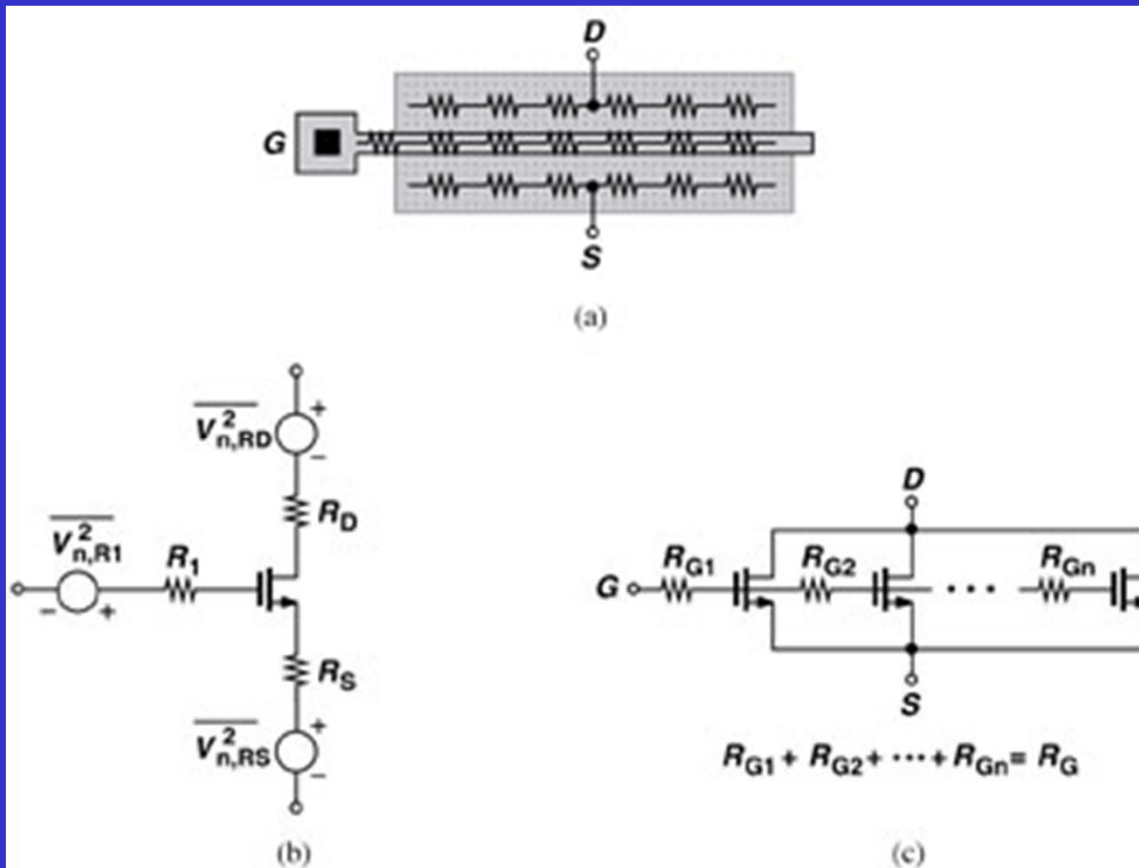 D
G
S
(a)
V²n,RD
RD
V²n,R1
R1
RS
V²n,RS
(b)
D
G
RG1
RG2
• • •
RGn
S
RG1 + RG2 + ••• + RGn = RG
(c)